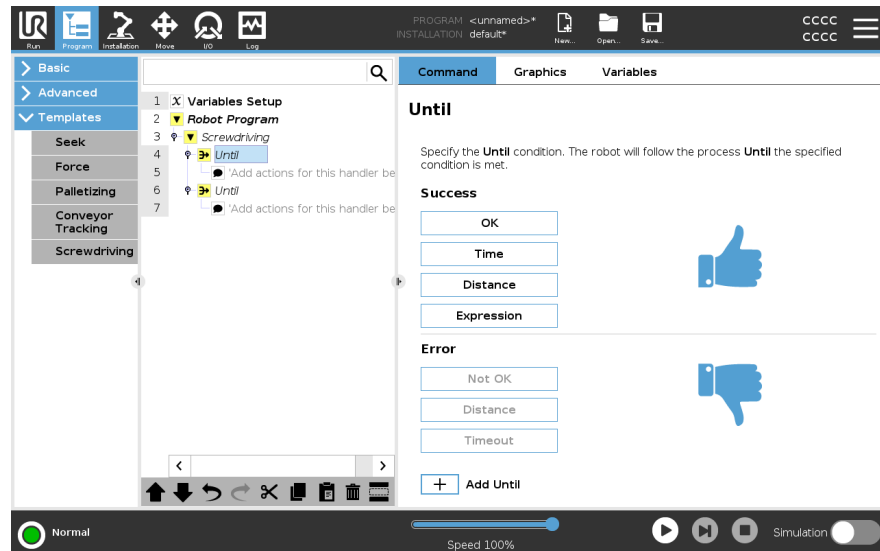 UR
Run
Program
Installation
Move
I/O
Log
PROGRAM <unnamed>*
INSTALLATION default*
New...
Open...
Save...
CCCC
CCCC
Basic
Advanced
Templates
Seek
Force
Palletizing
Conveyor
Tracking
Screwdriving
1 X Variables Setup
2 Robot Program
3 Screwdriving
4 Until
5 'Add actions for this handler be
6 Until
7 'Add actions for this handler be
Command Graphics Variables
Until
Specify the Until condition. The robot will follow the process Until the specified
condition is met.
Success
OK
Time
Distance
Expression
Error
Not OK
Distance
Timeout
+ Add Until
Normal
Speed 100%
Simulation